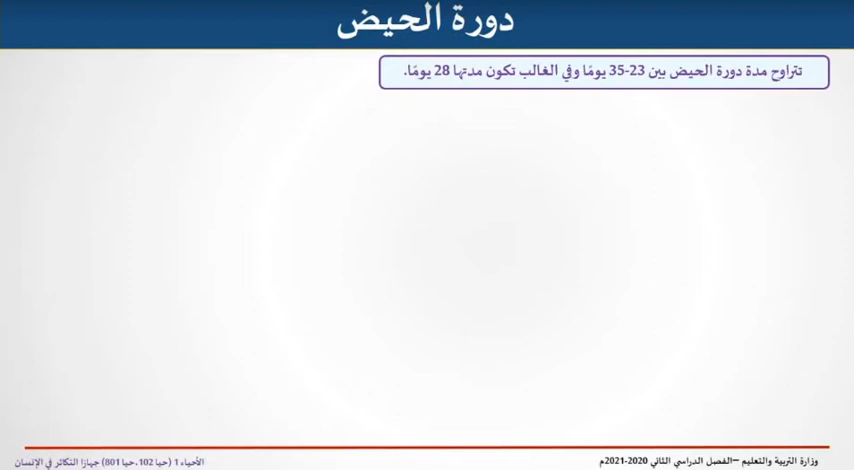 دورة الحيض
تتراوح مدة دورة الحيض بين 23-35 يومًا وفي الغالب تكون مدتها 28 يومًا.
وزارة التربية والتعليم –الفصل الدراسي الثاني 2020-2021م
الأحياء 1 (حيا 102، حيا 801) جهازا التكاثر في الإنسان